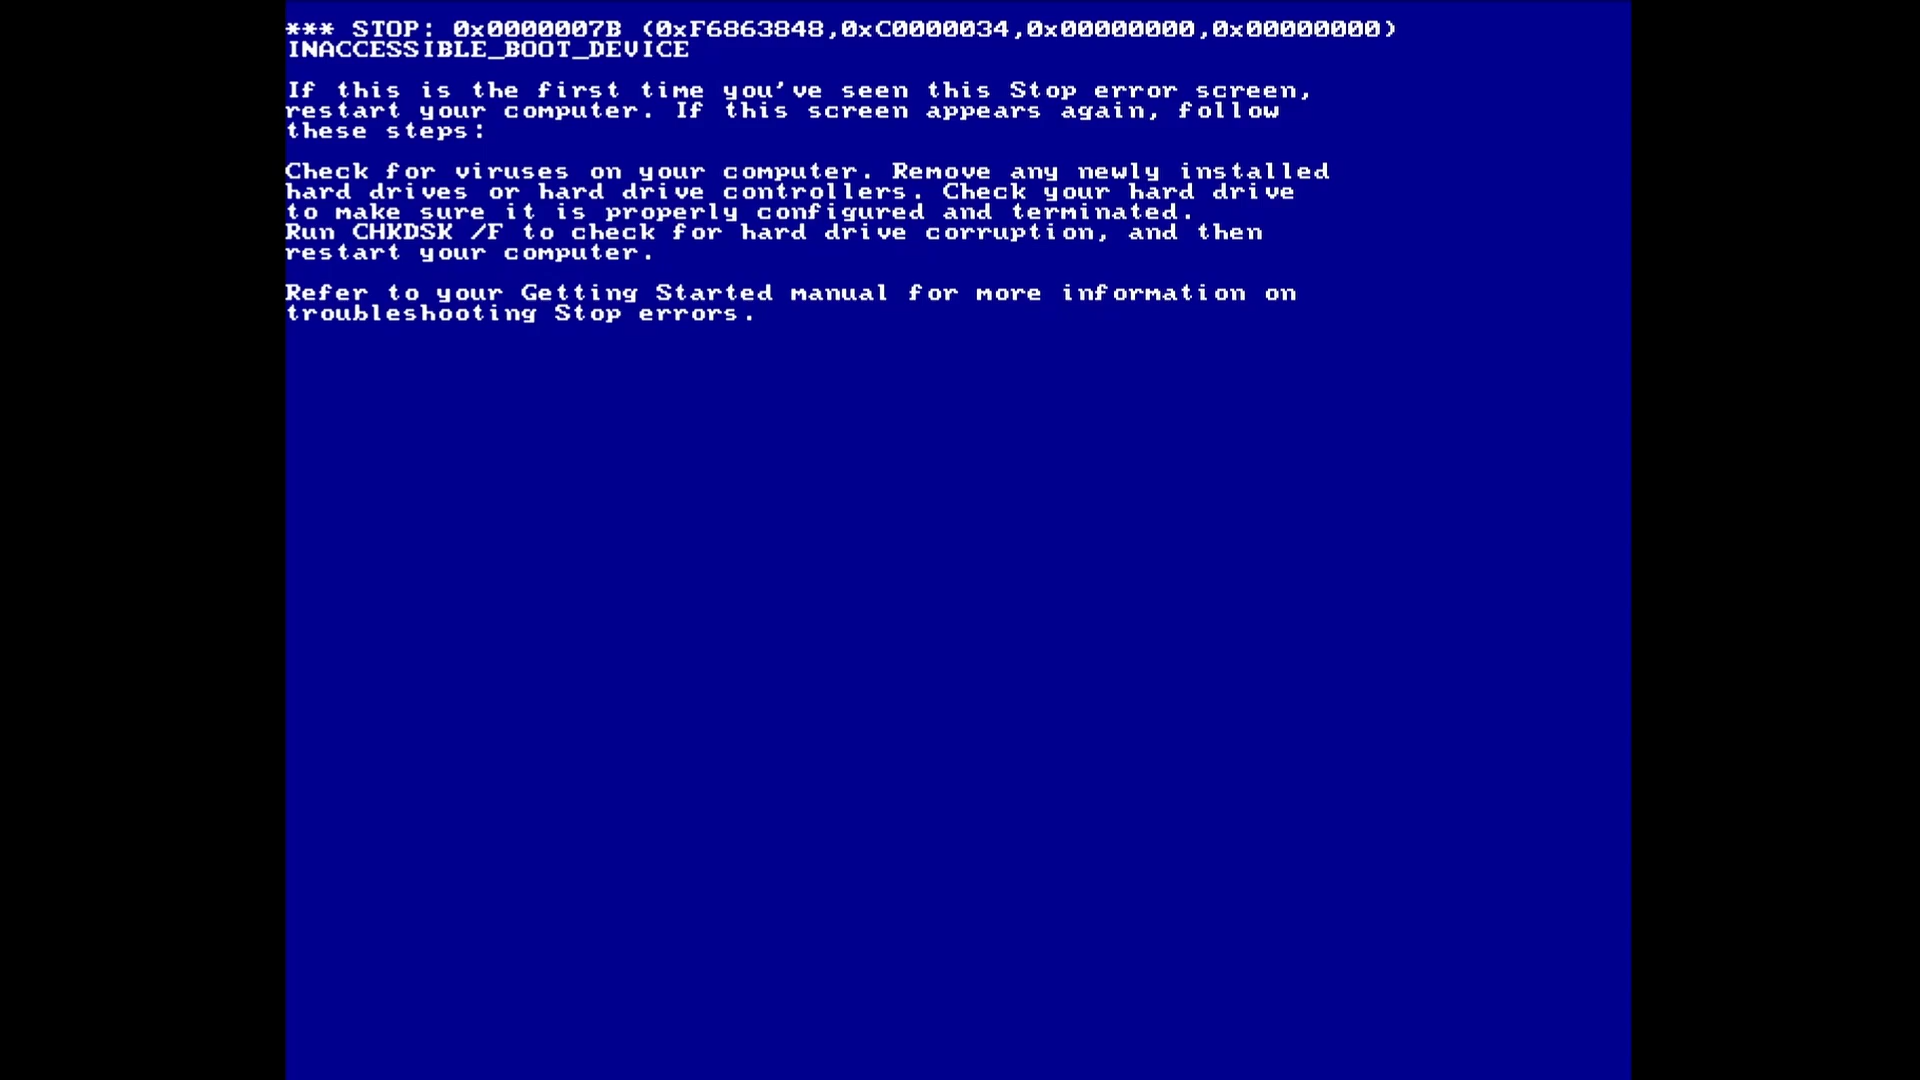 *** STOP: 0x0000007B (0xF6863848,0xC0000034,0x00000000,0x00000000)
INACCESSIBLE_BOOT_DEVICE
If this is the first time you've seen this Stop error screen,
restart your computer. If this screen appears again, follow
these steps:
Check for viruses on your computer. Remove any newly installed
hard drives or hard drive controllers. Check your hard drive
to make sure it is properly configured and terminated.
Run CHKDSK /F to check for hard drive corruption, and then
restart your computer.
Refer to your Getting Started manual for more information on
troubleshooting Stop errors.